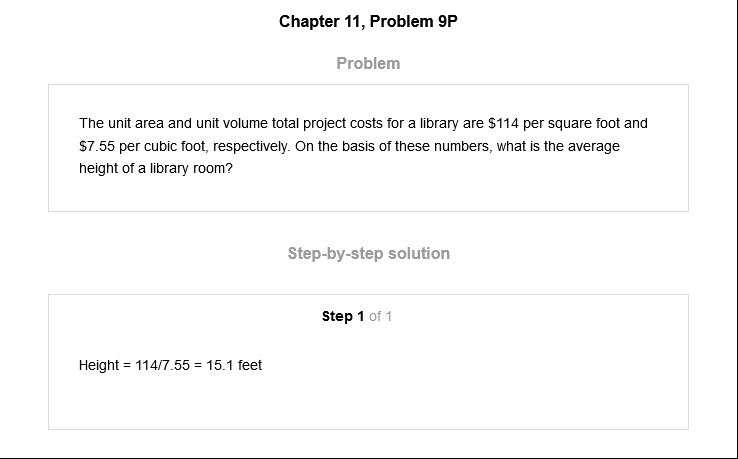 Chapter 11, Problem 9P
Problem
The unit area and unit volume total project costs for a library are $114 per square foot and
$7.55 per cubic foot, respectively. On the basis of these numbers, what is the average
height of a library room?
Step-by-step solution
Step 1 of 1
Height = 114/7.55 = 15.1 feet